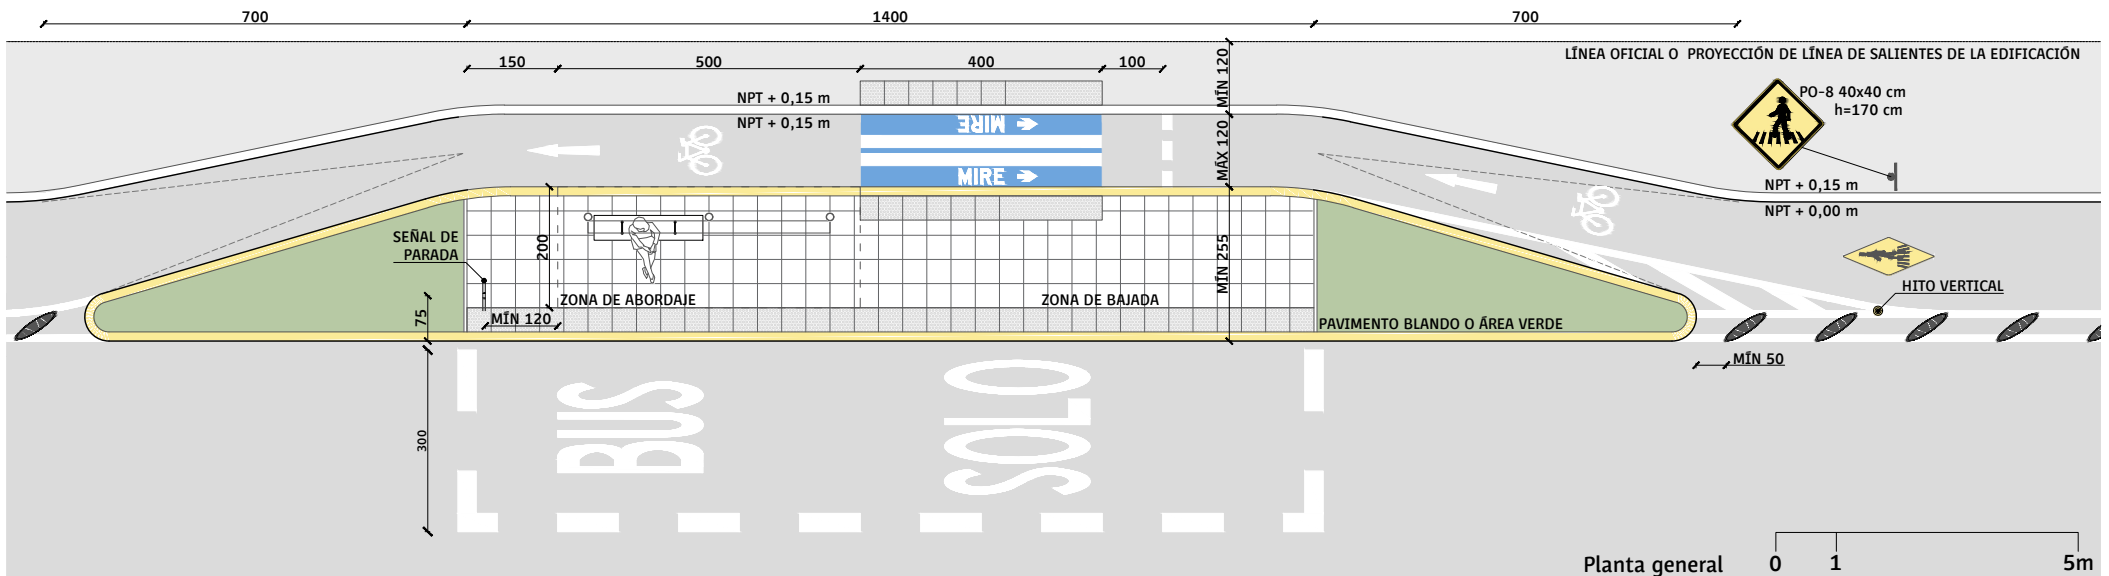 700
1400
700
LÍNEA OFICIAL O PROYECCIÓN DE LÍNEA DE SALIENTES DE LA EDIFICACIÓN
150
500
400
100
MÍN 120
PO-8 40x40 cm
h=170 cm
NPT + 0,15 m
NPT + 0,15 m
MIRE
MÁX 120
MIRE
NPT + 0,15 m
NPT + 0,00 m
SEÑAL DE
PARADA
200
MÍN 255
HITO VERTICAL
ZONA DE ABORDAJE
ZONA DE BAJADA
75
MÍN 120
PAVIMENTO BLANDO O ÁREA VERDE
MÍN 50
300
BUS
SOLO
Planta general
0
1
5m